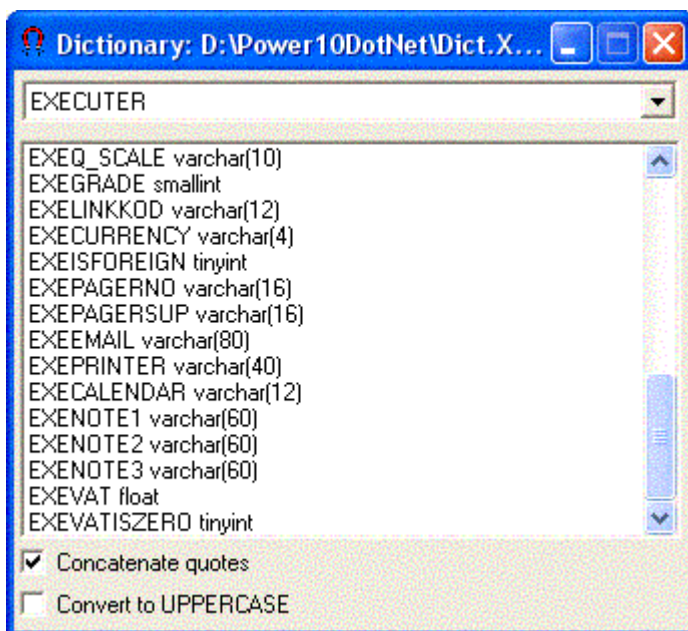 Dictionary: D:\Power10DotNet\Dict.X...
EXECUTER
EXEQ_SCALE varchar(10)
EXEGRADE smallint
EXELINKKOD varchar(12)
EXECURRENCY varchar(4)
EXEISFOREIGN tinyint
EXEPAGERNO varchar(16)
EXEPAGERSUP varchar(16)
EXEEMAIL varchar(80)
EXEPRINTER varchar(40)
EXECALENDAR varchar(12)
EXENOTE1 varchar(60)
EXENOTE2 varchar(60)
EXENOTE3 varchar(60)
EXEVAT float
EXEVATISZERO tinyint
Concatenate quotes
Convert to UPPERCASE